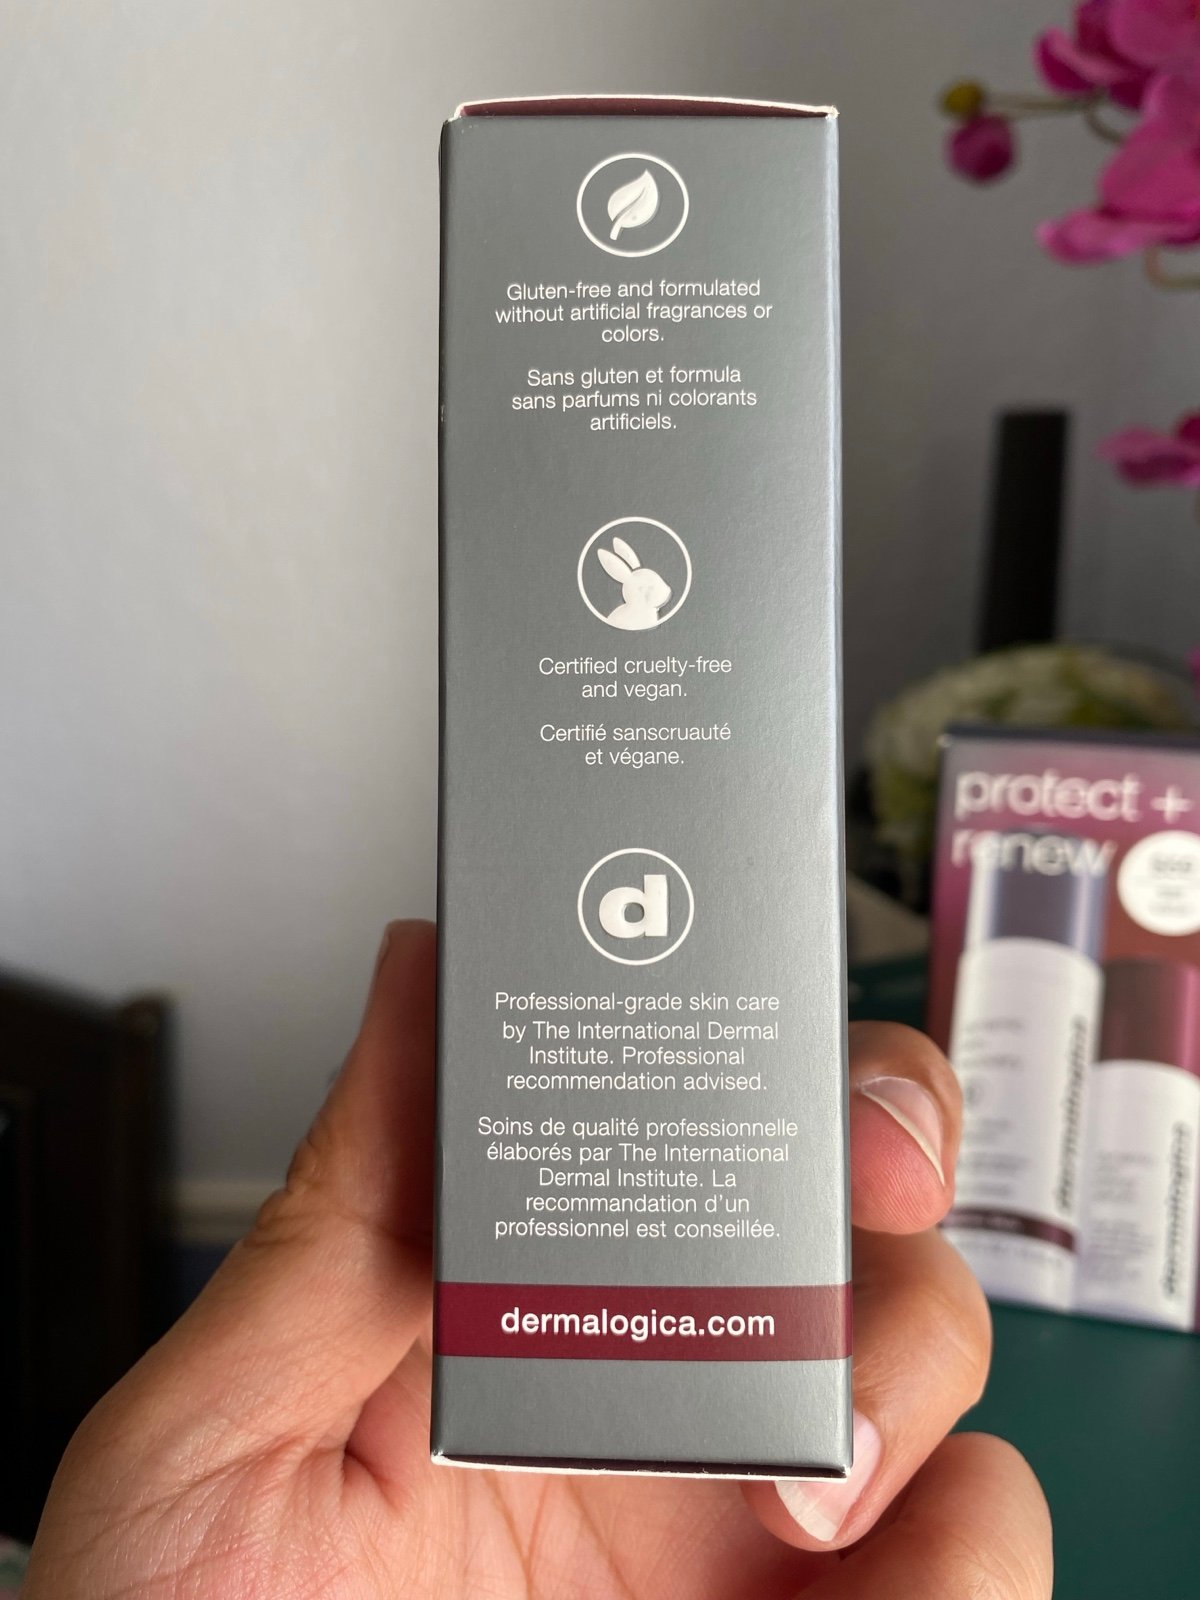 Gluten-free and formulated
without artificial fragrances or
colors.
Sans gluten et formula
sans parfums ni colorants
artificiels.
Certified cruelty-free
and vegan.
Certifié sanscruauté
et végane.
d
Professional-grade skin care
by The International Dermal
Institute. Professional
recommendation advised.
Soins de qualité professionnelle
élaborés par The International
Dermal Institute. La
recommandation d'un
professionnel est conseillée.
dermalogica.com
protect +
renew
dermalogica
dermalogica